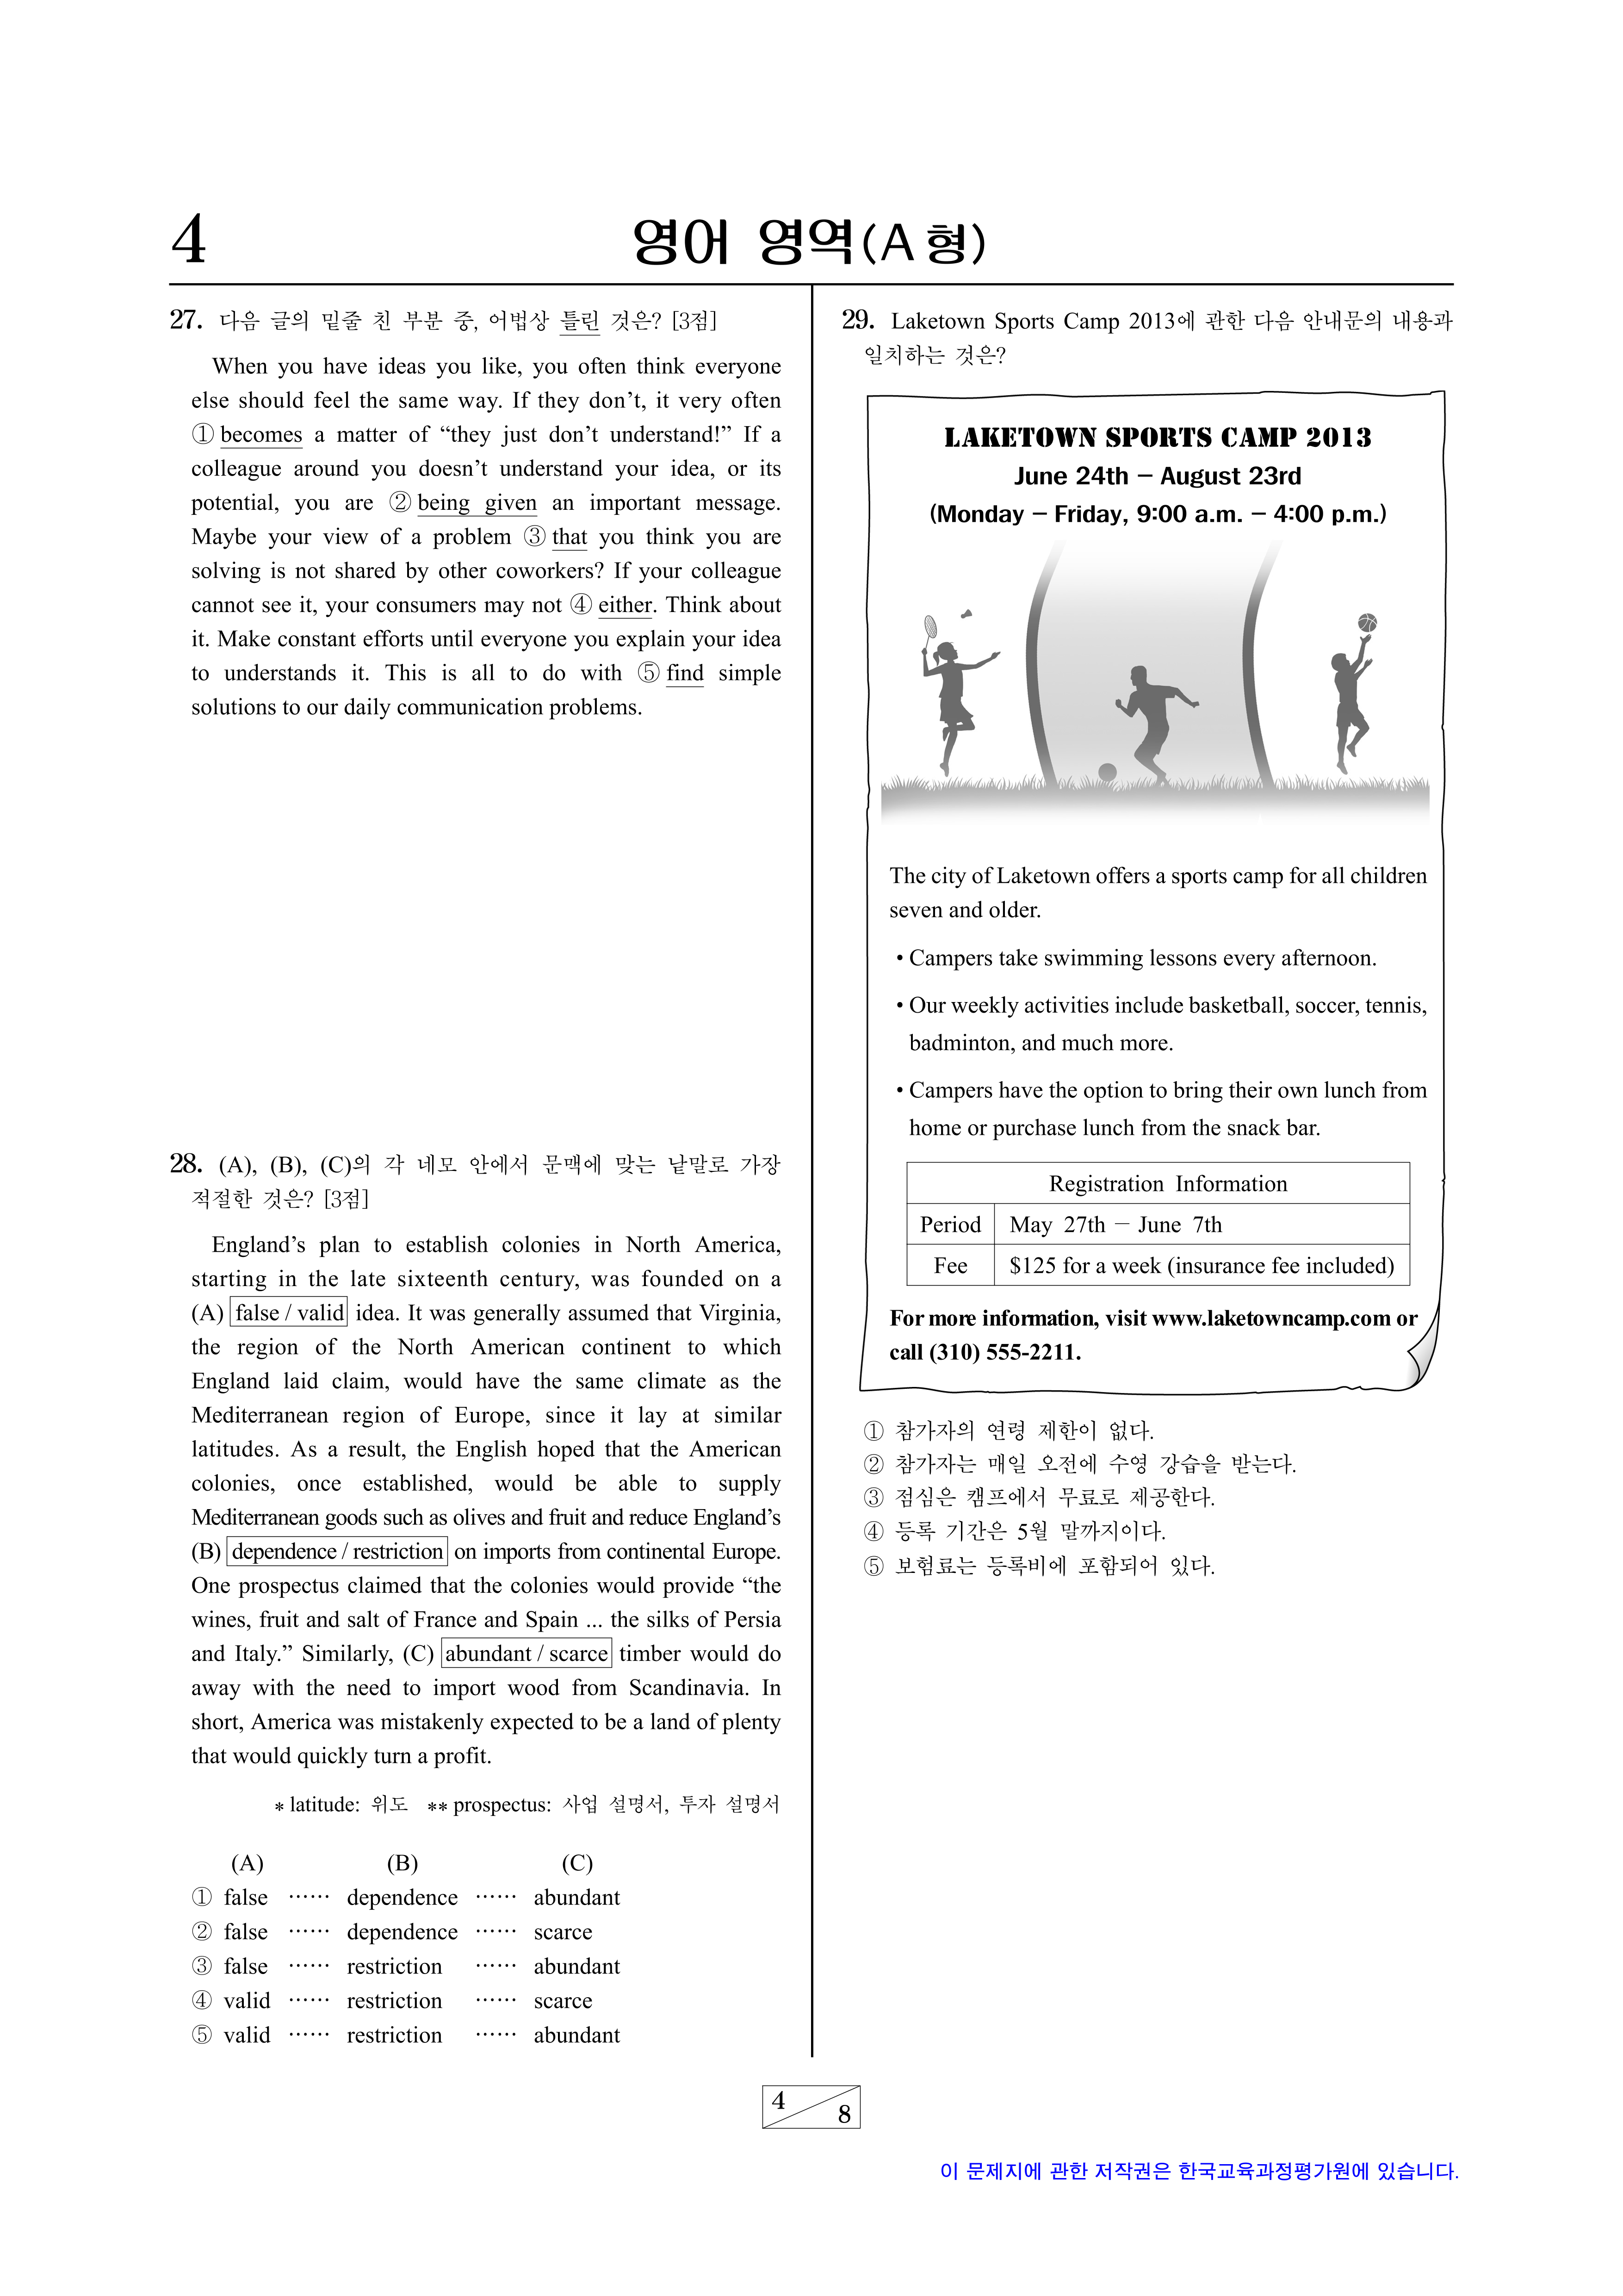 4
영어 영역(A 형)
27. 다음 글의 밑줄 친 부분 중, 어법상 틀린 것은? [3점]
When you have ideas you like, you often think everyone
else should feel the same way. If they don't, it very often
① becomes a matter of “they just don't understand!” If a
colleague around you doesn't understand your idea, or its
potential, you are ② being given an important message.
Maybe your view of a problem ③ that you think you are
solving is not shared by other coworkers? If your colleague
cannot see it, your consumers may not ④ either. Think about
it. Make constant efforts until everyone you explain your idea
to understands it. This is all to do with ⑤ find simple
solutions to our daily communication problems.
28. (A), (B), (C)의 각 네모 안에서 문맥에 맞는 낱말로 가장
적절한 것은? [3점]
England's plan to establish colonies in North America,
starting in the late sixteenth century, was founded on a
(A) false / valid idea. It was generally assumed that Virginia,
the region of the North American continent to which
England laid claim, would have the same climate as the
Mediterranean region of Europe, since it lay at similar
latitudes. As a result, the English hoped that the American
colonies, once established, would be able to supply
Mediterranean goods such as olives and fruit and reduce England's
(B) dependence / restriction on imports from continental Europe.
One prospectus claimed that the colonies would provide “the
wines, fruit and salt of France and Spain ... the silks of Persia
and Italy.” Similarly, (C) abundant / scarce timber would do
away with the need to import wood from Scandinavia. In
short, America was mistakenly expected to be a land of plenty
that would quickly turn a profit.
* latitude: 위도 ** prospectus: 사업 설명서, 투자 설명서
(A) (B) (C)
① false …… dependence …… abundant
② false …… dependence …… scarce
③ false …… restriction …… abundant
④ valid …… restriction …… scarce
⑤ valid …… restriction …… abundant
29. Laketown Sports Camp 2013에 관한 다음 안내문의 내용과
일치하는 것은?
LAKETOWN SPORTS CAMP 2013
June 24th – August 23rd
(Monday – Friday, 9:00 a.m. – 4:00 p.m.)
The city of Laketown offers a sports camp for all children
seven and older.
• Campers take swimming lessons every afternoon.
• Our weekly activities include basketball, soccer, tennis,
badminton, and much more.
• Campers have the option to bring their own lunch from
home or purchase lunch from the snack bar.
Registration Information
Period May 27th – June 7th
Fee $125 for a week (insurance fee included)
For more information, visit www.laketowncamp.com or
call (310) 555-2211.
① 참가자의 연령 제한이 없다.
② 참가자는 매일 오전에 수영 강습을 받는다.
③ 점심은 캠프에서 무료로 제공한다.
④ 등록 기간은 5월 말까지이다.
⑤ 보험료는 등록비에 포함되어 있다.
4
8
이 문제지에 관한 저작권은 한국교육과정평가원에 있습니다.